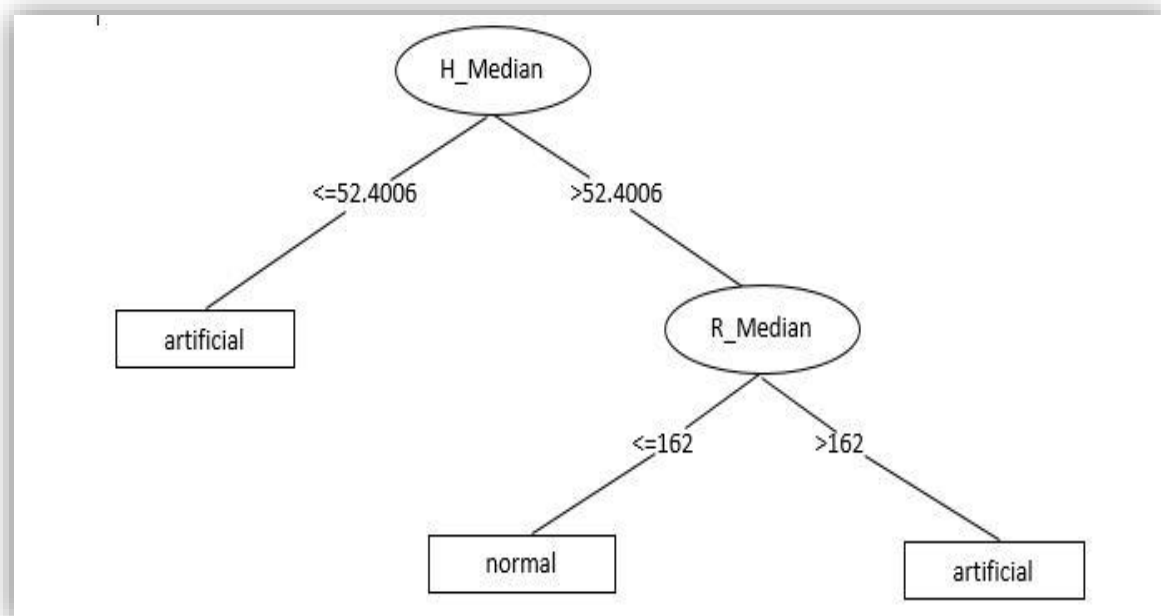 H_Median
<=52.4006
>52.4006
artificial
R_Median
<=162
>162
normal
artificial